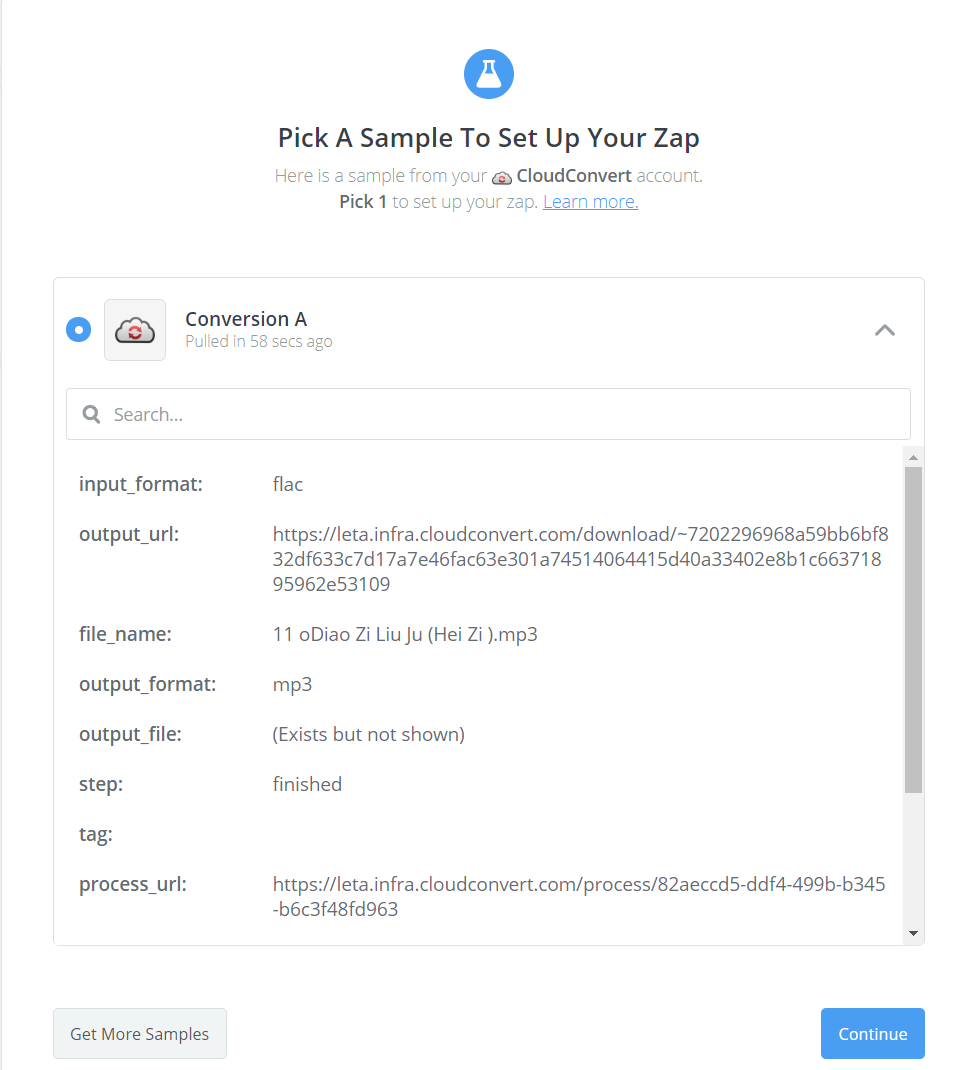 Pick A Sample To Set Up Your Zap
Here is a sample from your CloudConvert account.
Pick 1 to set up your zap. Learn more.
Conversion A
Pulled in 58 secs ago
Search...
input_format: flac
output_url: https://leta.infra.cloudconvert.com/download/~7202296968a59bb6bf8
32df633c7d17a7e46fac63e301a74514064415d40a33402e8b1c663718
95962e53109
file_name: 11 oDiao Zi Liu Ju (Hei Zi ).mp3
output_format: mp3
output_file: (Exists but not shown)
step: finished
tag:
process_url: https://leta.infra.cloudconvert.com/process/82aeccd5-ddf4-499b-b345
-b6c3f48fd963
Get More Samples
Continue